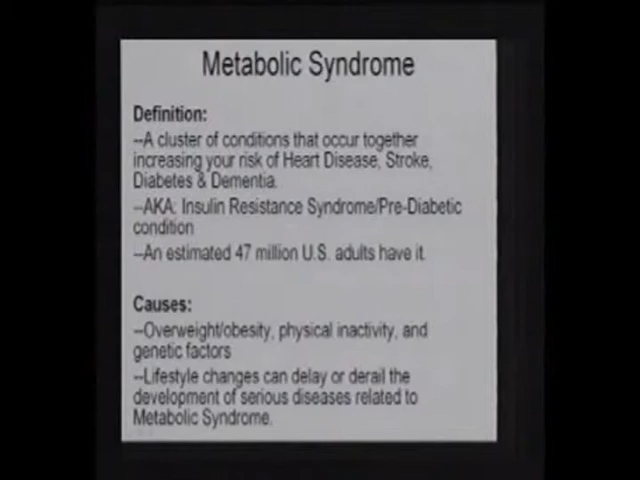 Metabolic Syndrome
Definition:
--A cluster of conditions that occur together
increasing your risk of Heart Disease, Stroke,
Diabetes & Dementia.
--AKA: Insulin Resistance Syndrome/Pre-Diabetic
condition
--An estimated 47 million U.S. adults have it.
Causes:
--Overweight/obesity, physical inactivity, and
genetic factors
--Lifestyle changes can delay or derail the
development of serious diseases related to
Metabolic Syndrome.